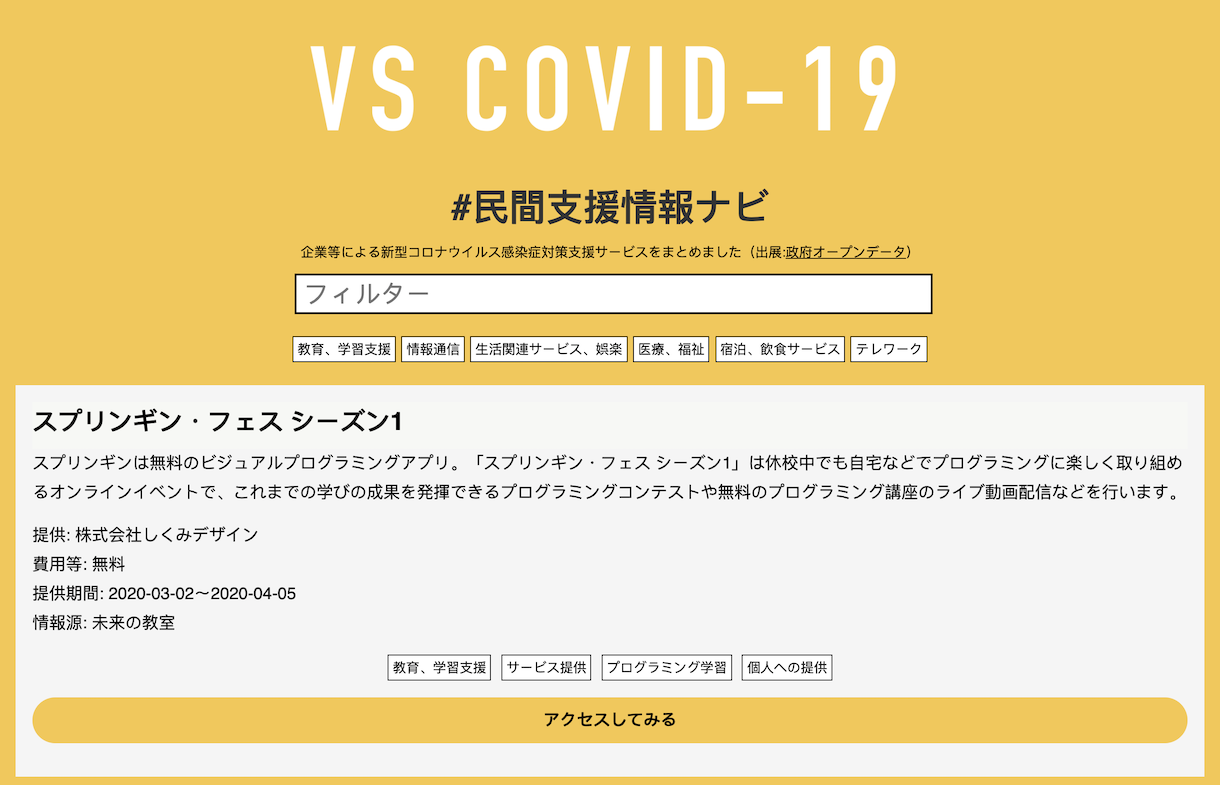 VS COVID-19
#民間支援情報ナビ
企業等による新型コロナウイルス感染症対策支援サービスをまとめました（出展:政府オープンデータ）
フィルター
教育、学習支援 情報通信 生活関連サービス、娯楽 医療、福祉 宿泊、飲食サービス テレワーク
スプリンギン・フェス シーズン1
スプリンギンは無料のビジュアルプログラミングアプリ。「スプリンギン・フェス シーズン1」は休校中でも自宅などでプログラミングに楽しく取り組め
るオンラインイベントで、これまでの学びの成果を発揮できるプログラミングコンテストや無料のプログラミング講座のライブ動画配信などを行います。
提供: 株式会社しくみデザイン
費用等: 無料
提供期間: 2020-03-02〜2020-04-05
情報源: 未来の教室
教育、学習支援 サービス提供 プログラミング学習 個人への提供
アクセスしてみる